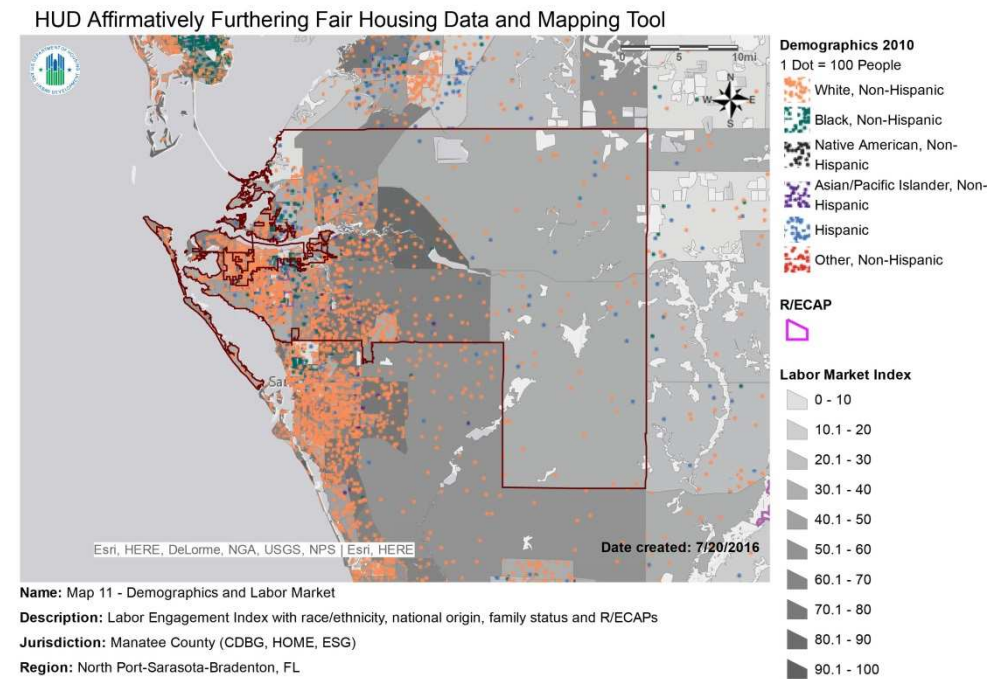 HUD Affirmatively Furthering Fair Housing Data and Mapping Tool
0 5 10mi
N
W E
S
Sar
Esri, HERE, DeLorme, NGA, USGS, NPS | Esri, HERE
Date created: 7/20/2016
Name: Map 11 - Demographics and Labor Market
Description: Labor Engagement Index with race/ethnicity, national origin, family status and R/ECAPs
Jurisdiction: Manatee County (CDBG, HOME, ESG)
Region: North Port-Sarasota-Bradenton, FL
Demographics 2010
1 Dot = 100 People
White, Non-Hispanic
Black, Non-Hispanic
Native American, Non-
Hispanic
Asian/Pacific Islander, Non-
Hispanic
Hispanic
Other, Non-Hispanic
R/ECAP
Labor Market Index
0 - 10
10.1 - 20
20.1 - 30
30.1 - 40
40.1 - 50
50.1 - 60
60.1 - 70
70.1 - 80
80.1 - 90
90.1 - 100